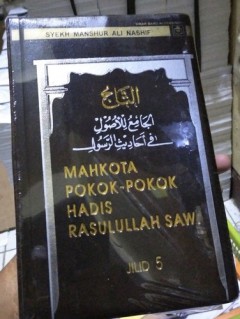 SYEKH MANSHUR ALI NASHIF
التاج
الجامع للأصول
في أحاديث الرسول
MAHKOTA
POKOK-POKOK
HADIS
RASULULLAH SAW.
JILID 5